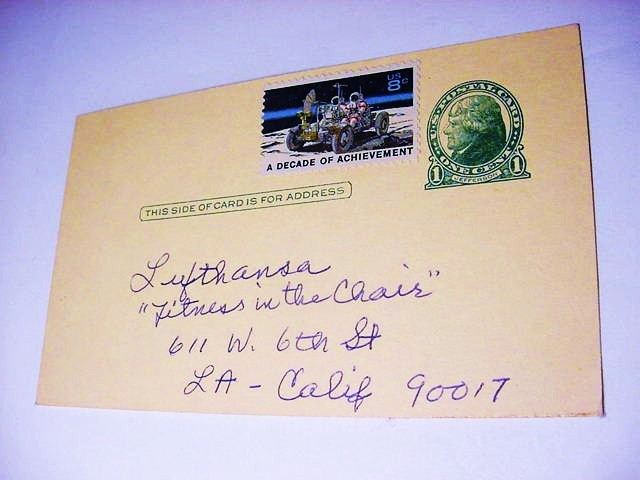 US
8c
A DECADE OF ACHIEVEMENT
U.S. POSTAL CARD
1 ONE CENT 1
JEFFERSON
THIS SIDE OF CARD IS FOR ADDRESS
Lufthansa
"Fitness in the Chair"
611 W. 6th St
LA - Calif 90017